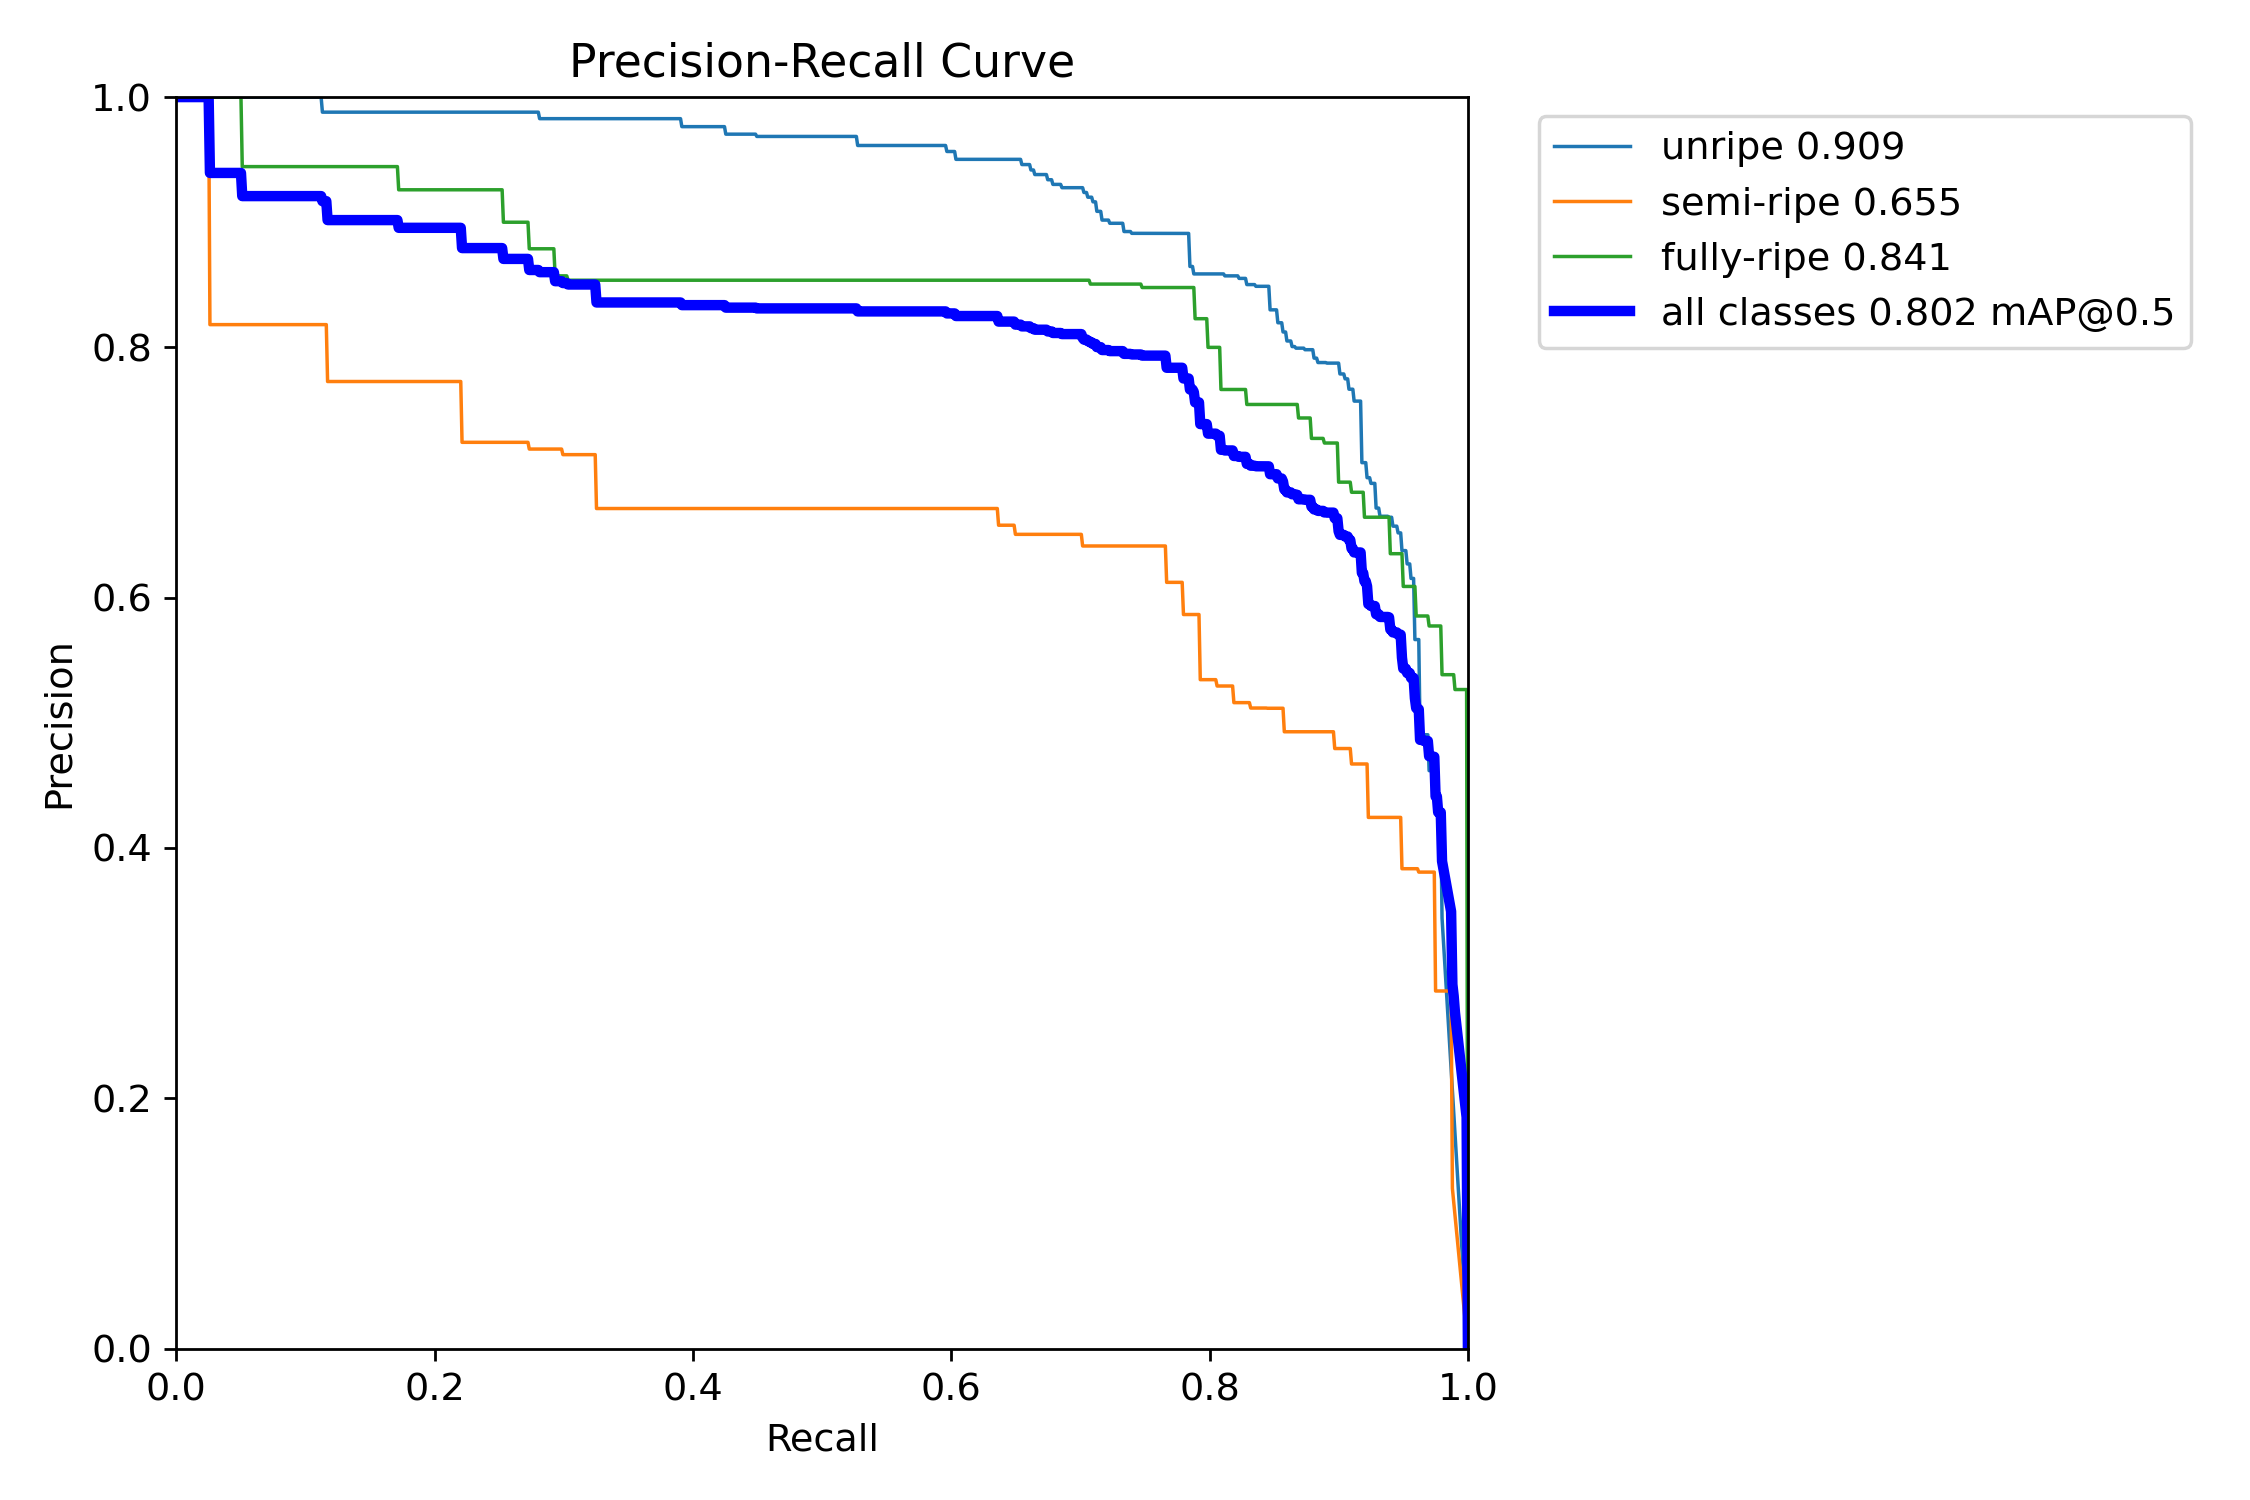 Precision-Recall Curve
1.0
0.8
0.6
0.4
0.2
0.0
Precision
0.0 0.2 0.4 0.6 0.8 1.0
Recall
unripe 0.909
semi-ripe 0.655
fully-ripe 0.841
all classes 0.802 mAP@0.5